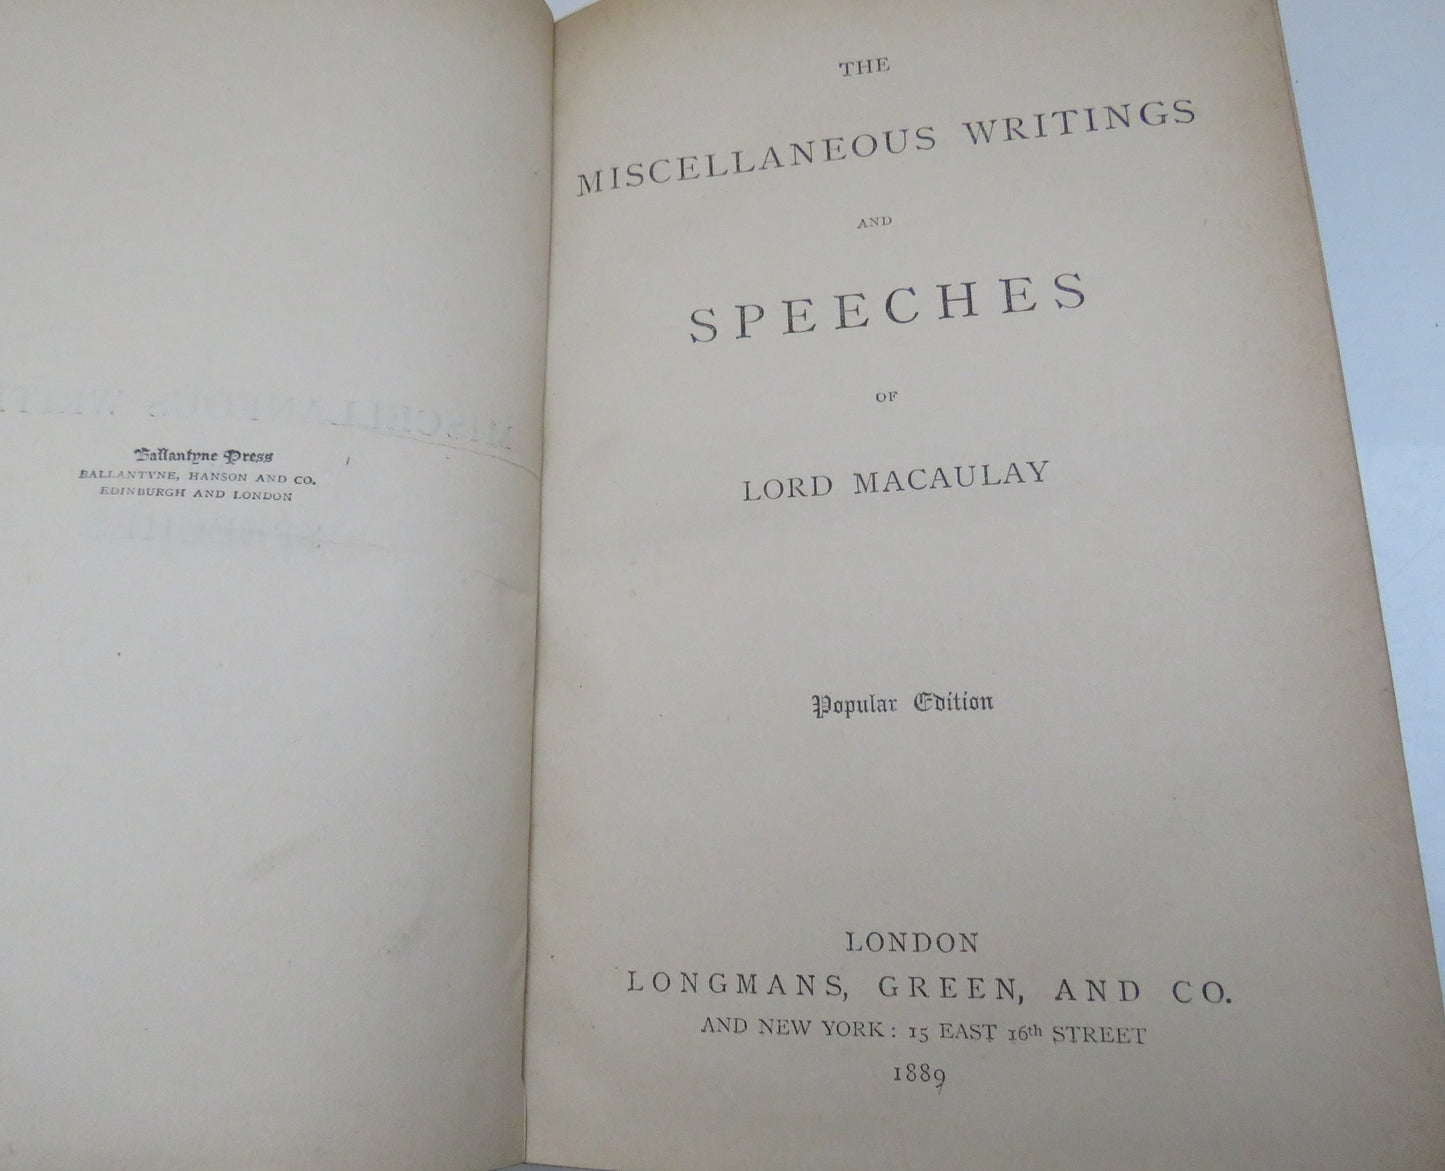 Ballantyne Press
BALLANTYNE, HANSON AND CO.
EDINBURGH AND LONDON
THE
MISCELLANEOUS WRITINGS
AND
SPEECHES
OF
LORD MACAULAY
Popular Edition
LONDON
LONGMANS, GREEN, AND CO.
AND NEW YORK: 15 EAST 16th STREET
1889